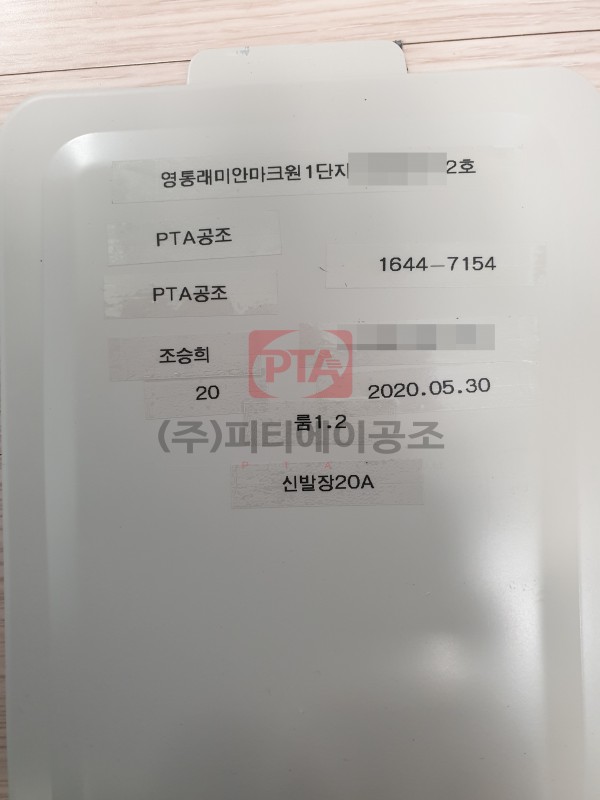 영통래미안마크원1단지 2호
PTA공조
1644-7154
PTA공조
조승희
PTA
20 2020.05.30
룸1.2
(주)피티에이공조
신발장20A